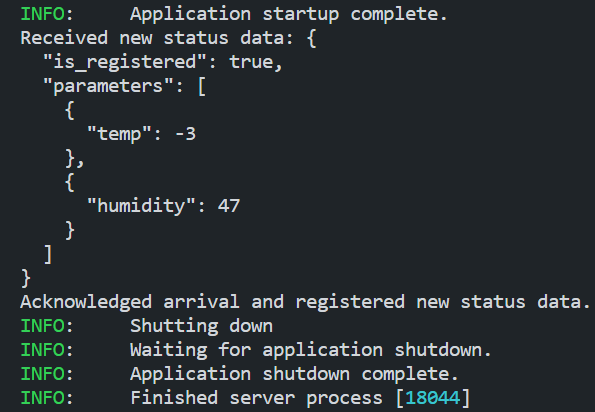 INFO:     Application startup complete.
Received new status data: {
  "is_registered": true,
  "parameters": [
    {
      "temp": -3
    },
    {
      "humidity": 47
    }
  ]
}
Acknowledged arrival and registered new status data.
INFO:     Shutting down
INFO:     Waiting for application shutdown.
INFO:     Application shutdown complete.
INFO:     Finished server process [18044]